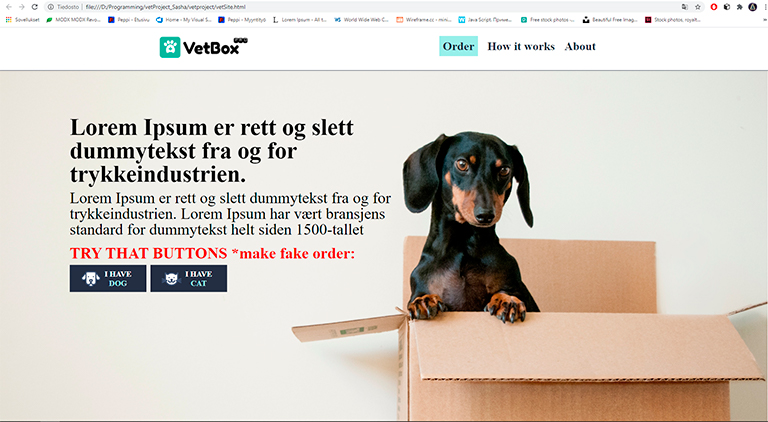 Tiedosto | file:///D:/Programming/vetProject_Sasha/vetproject/vetSite.html
Sovellukset MODX MODX Revo... Peppi - Etusivu Home - My Visual S... Peppi - Myyntityö Lorem Ipsum - All t... World Wide Web C... Wireframe.cc - mini... Java Script. Приме... Free stock photos · ... Beautiful Free Imag... Stock photos, royalt...
VetBox PRO
Order How it works About
Lorem Ipsum er rett og slett
dummytekst fra og for
trykkeindustrien.
Lorem Ipsum er rett og slett dummytekst fra og for
trykkeindustrien. Lorem Ipsum har vært bransjens
standard for dummytekst helt siden 1500-tallet
TRY THAT BUTTONS *make fake order:
I HAVE
DOG
I HAVE
CAT